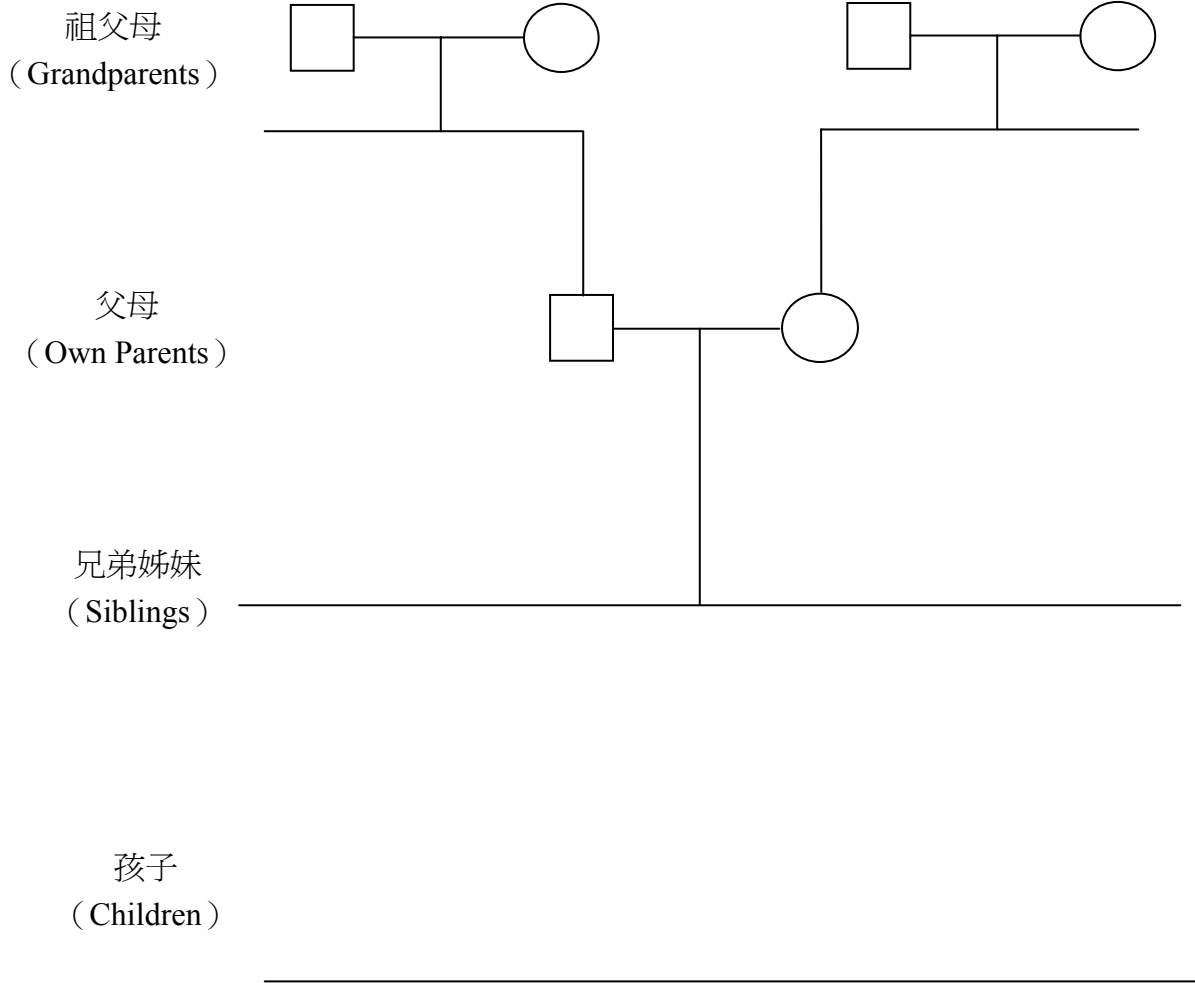 祖父母
（Grandparents）
父母
（Own Parents）
兄弟姊妹
（Siblings）
孩子
（Children）